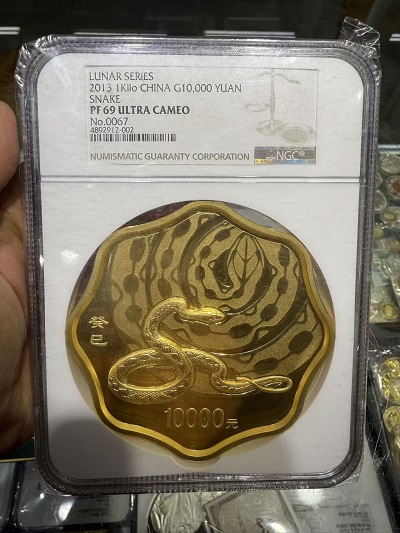 LUNAR SERIES
2013 1Kilo CHINA G10,000 YUAN
SNAKE
PF 69 ULTRA CAMEO
No.0067
4892912-002
NUMISMATIC GUARANTY CORPORATION
NGC
癸
巳
10000元